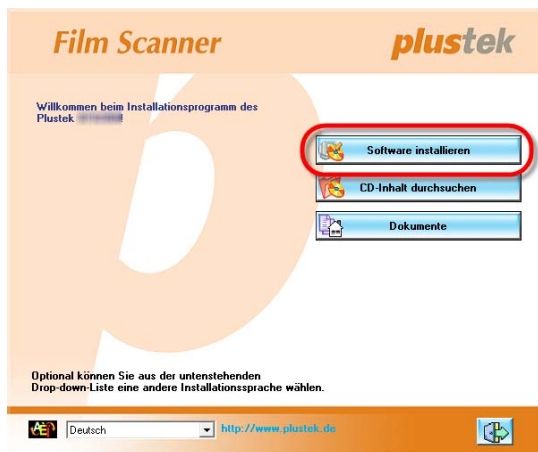 Film Scanner
plustek
Willkommen beim Installationsprogramm des
Plustek
Software installieren
CD-Inhalt durchsuchen
Dokumente
Optional können Sie aus der untenstehenden
Drop-down-Liste eine andere Installationssprache wählen.
Deutsch
http://www.plustek.de